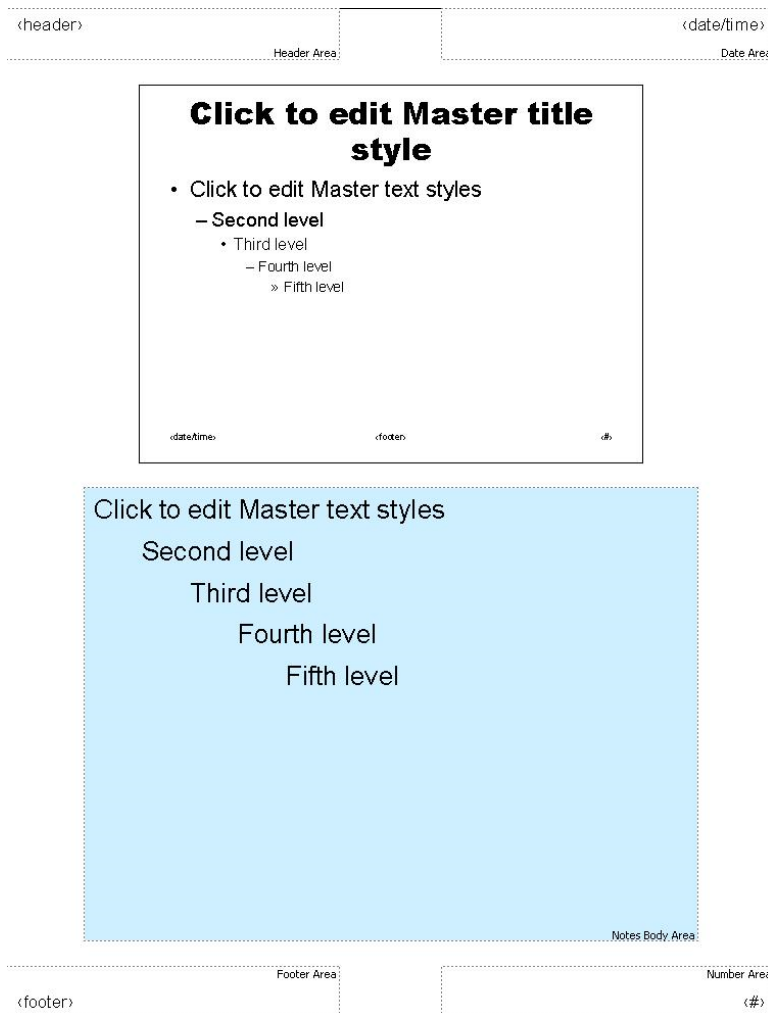 ‹header›
‹date/time›
Header Area
Date Area
Click to edit Master title
style
• Click to edit Master text styles
– Second level
• Third level
– Fourth level
» Fifth level
‹date/time›
‹footer›
‹#›
Click to edit Master text styles
Second level
Third level
Fourth level
Fifth level
Notes Body Area
Footer Area
Number Area
‹footer›
‹#›